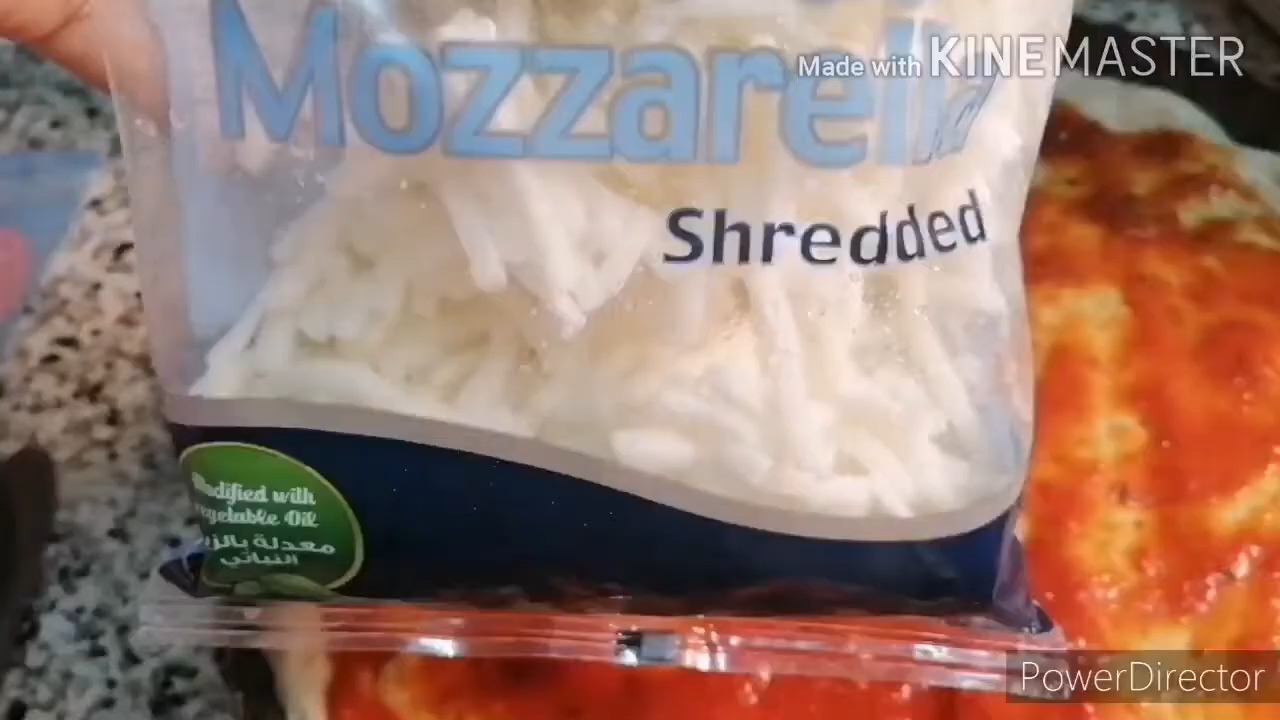 Mozzarella
Made with KINEMASTER
Shredded
Modified with
Vegetable Oil
معدلة بالزيت
النباتي
PowerDirector